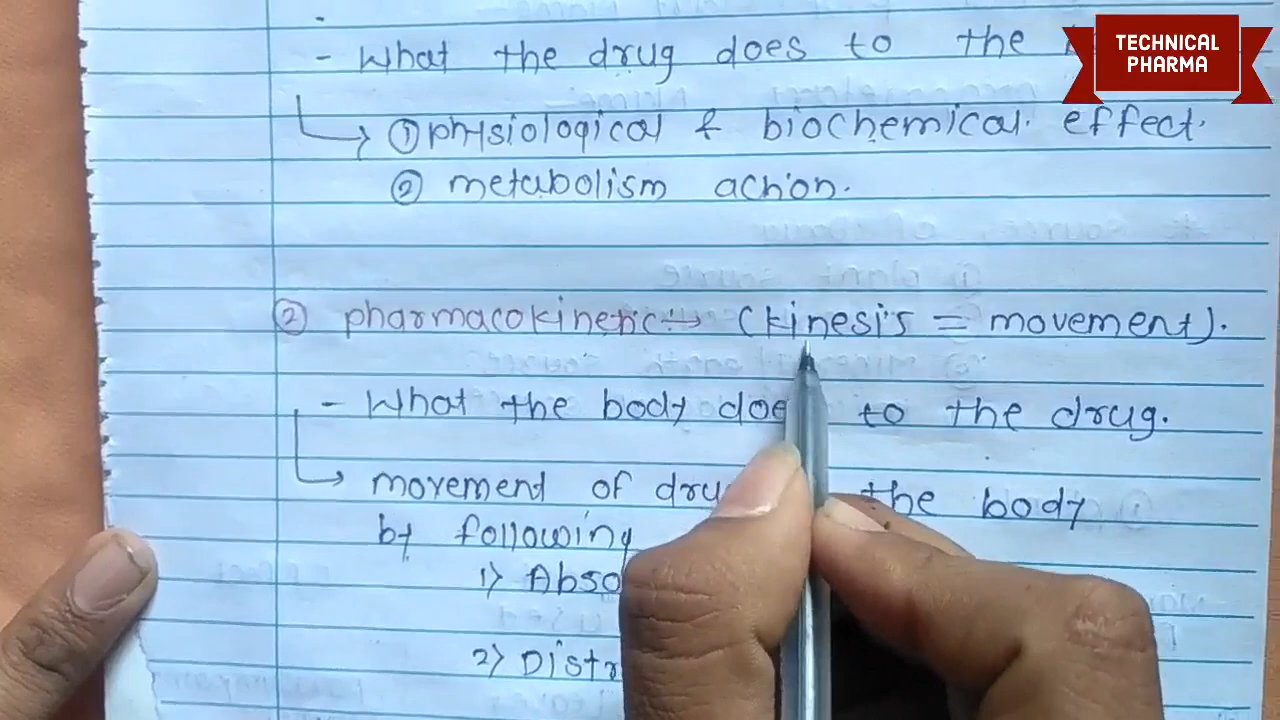 - What the drug does to the
TECHNICAL
PHARMA
→ ① physiological & biochemical. effect.
② metabolism action.
② pharmacokinetic → (kinesis = movement).
- What the body doe to the drug.
→ movement of the body
by following
1) Abso
2) Distr